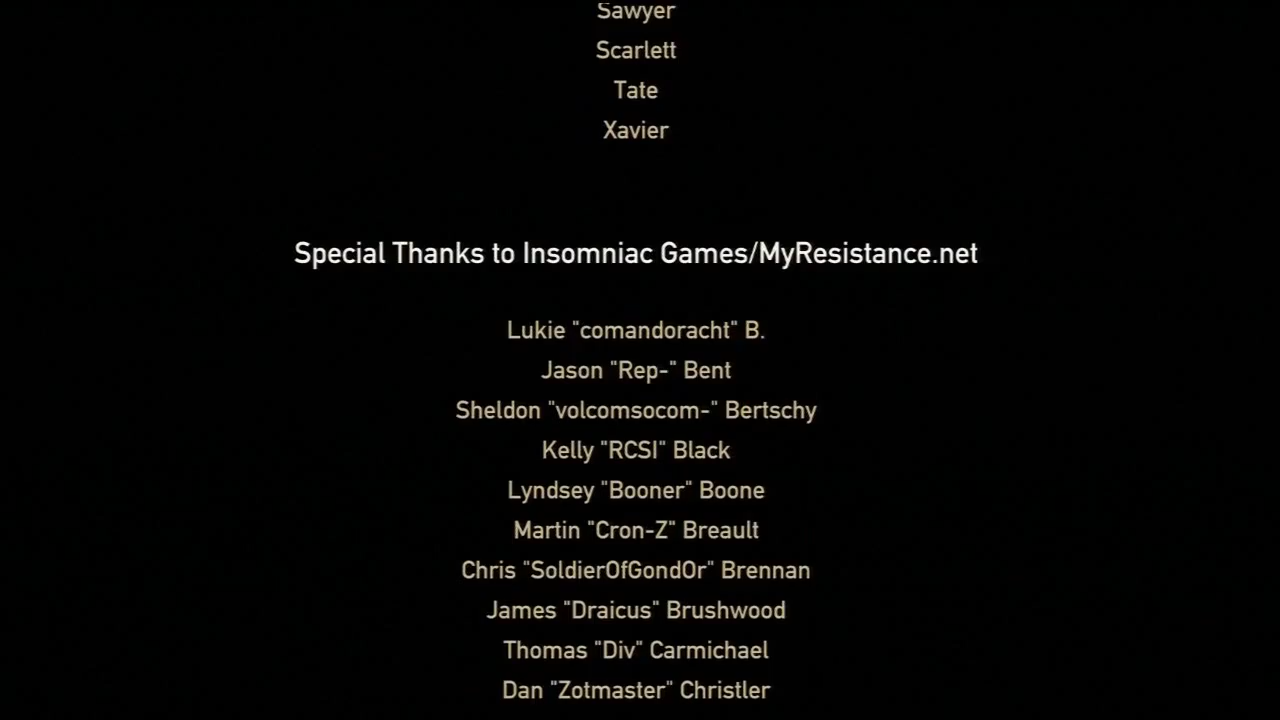 Sawyer
Scarlett
Tate
Xavier
Special Thanks to Insomniac Games/MyResistance.net
Lukie "comandoracht" B.
Jason "Rep-" Bent
Sheldon "volcomsocom-" Bertschy
Kelly "RCSI" Black
Lyndsey "Booner" Boone
Martin "Cron-Z" Breault
Chris "SoldierOfGondOr" Brennan
James "Draicus" Brushwood
Thomas "Div" Carmichael
Dan "Zotmaster" Christler